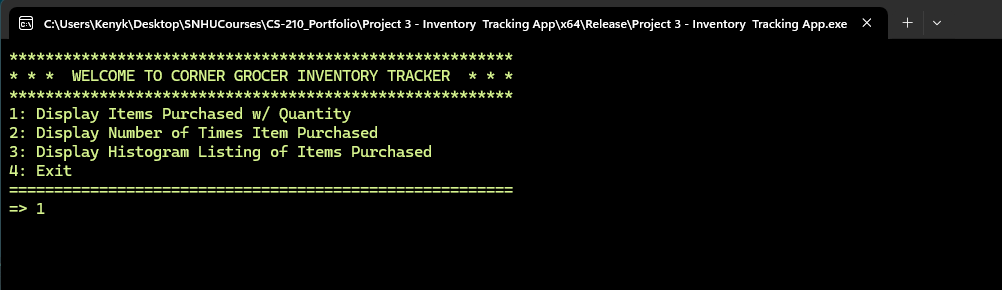 C:\Users\Kenyk\Desktop\SNHUCourses\CS-210_Portfolio\Project 3 - Inventory  Tracking App\x64\Release\Project 3 - Inventory  Tracking App.exe
********************************************************
* * *  WELCOME TO CORNER GROCER INVENTORY TRACKER  * * *
********************************************************
1: Display Items Purchased w/ Quantity
2: Display Number of Times Item Purchased
3: Display Histogram Listing of Items Purchased
4: Exit
========================================================
=> 1